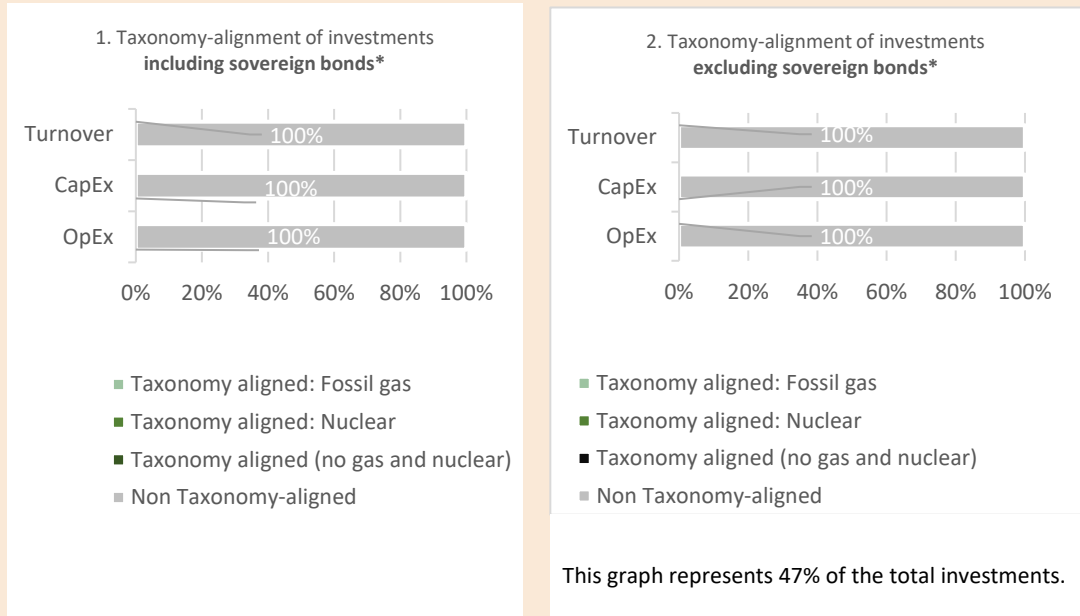 1. Taxonomy-alignment of investments
including sovereign bonds*
Turnover
100%
CapEx
100%
OpEx
100%
0% 20% 40% 60% 80% 100%
Taxonomy aligned: Fossil gas
Taxonomy aligned: Nuclear
Taxonomy aligned (no gas and nuclear)
Non Taxonomy-aligned
2. Taxonomy-alignment of investments
excluding sovereign bonds*
Turnover
100%
CapEx
100%
OpEx
100%
0% 20% 40% 60% 80% 100%
Taxonomy aligned: Fossil gas
Taxonomy aligned: Nuclear
Taxonomy aligned (no gas and nuclear)
Non Taxonomy-aligned
This graph represents 47% of the total investments.